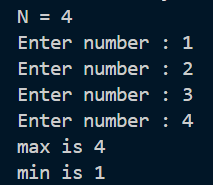 N = 4
Enter number : 1
Enter number : 2
Enter number : 3
Enter number : 4
max is 4
min is 1